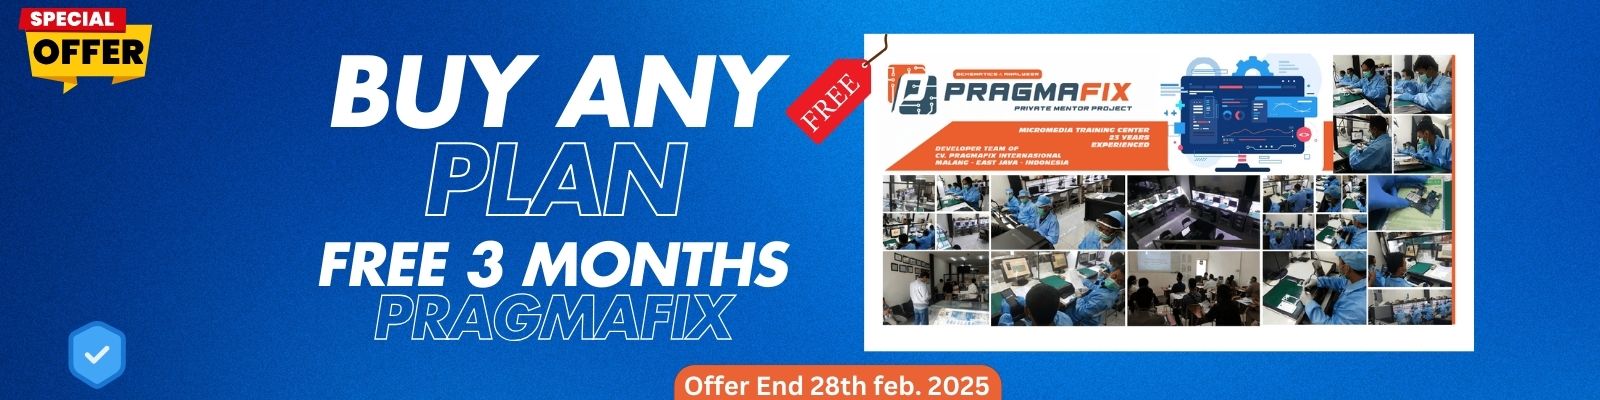 SPECIAL
OFFER
BUY ANY
PLAN
FREE 3 MONTHS
PRAGMAFIX
FREE
SCHEMATICS & ANALYZER
PRAGMAFIX
PRIVATE MENTOR PROJECT
MICROMEDIA TRAINING CENTER
23 YEARS
EXPERIENCED
DEVELOPER TEAM OF
CV. PRAGMAFIX INTERNASIONAL
MALANG - EAST JAVA - INDONESIA
Offer End 28th feb. 2025